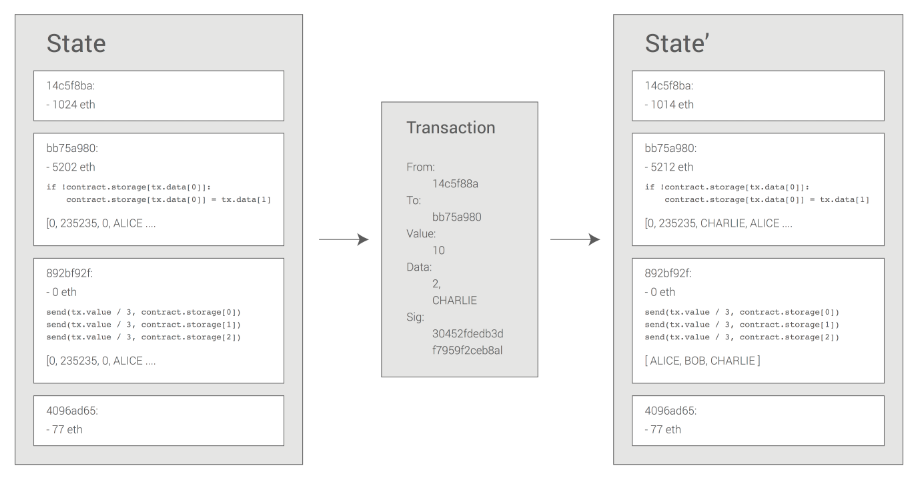 State
14c5f8ba:
- 1024 eth
bb75a980:
- 5202 eth
if !contract.storage[tx.data[0]]:
contract.storage[tx.data[0]] = tx.data[1]
[0, 235235, 0, ALICE ....
892bf92f:
- 0 eth
send(tx.value / 3, contract.storage[0])
send(tx.value / 3, contract.storage[1])
send(tx.value / 3, contract.storage[2])
[0, 235235, 0, ALICE ....
4096ad65:
- 77 eth
Transaction
From:
14c5f88a
To:
bb75a980
Value:
10
Data:
2,
CHARLIE
Sig:
30452fdedb3d
f7959f2ceb8a1
State’
14c5f8ba:
- 1014 eth
bb75a980:
- 5212 eth
if !contract.storage[tx.data[0]]:
contract.storage[tx.data[0]] = tx.data[1]
[0, 235235, CHARLIE, ALICE ....
892bf92f:
- 0 eth
send(tx.value / 3, contract.storage[0])
send(tx.value / 3, contract.storage[1])
send(tx.value / 3, contract.storage[2])
[ ALICE, BOB, CHARLIE ]
4096ad65:
- 77 eth